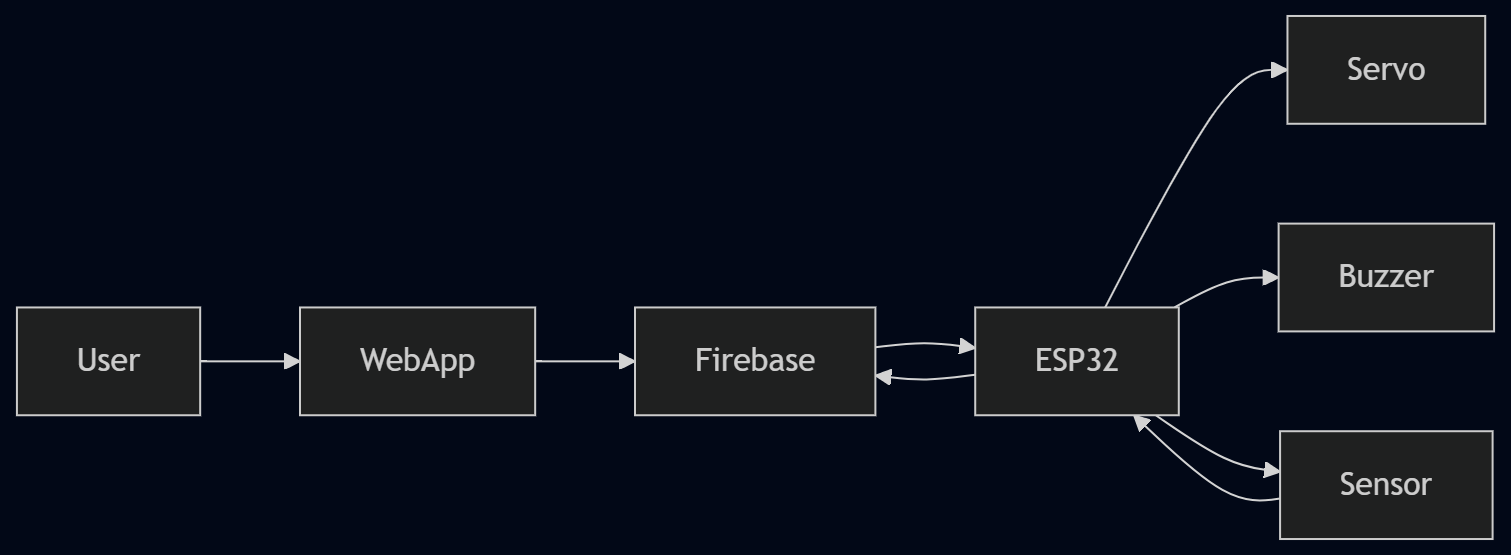 Servo
Buzzer
User
WebApp
Firebase
ESP32
Sensor